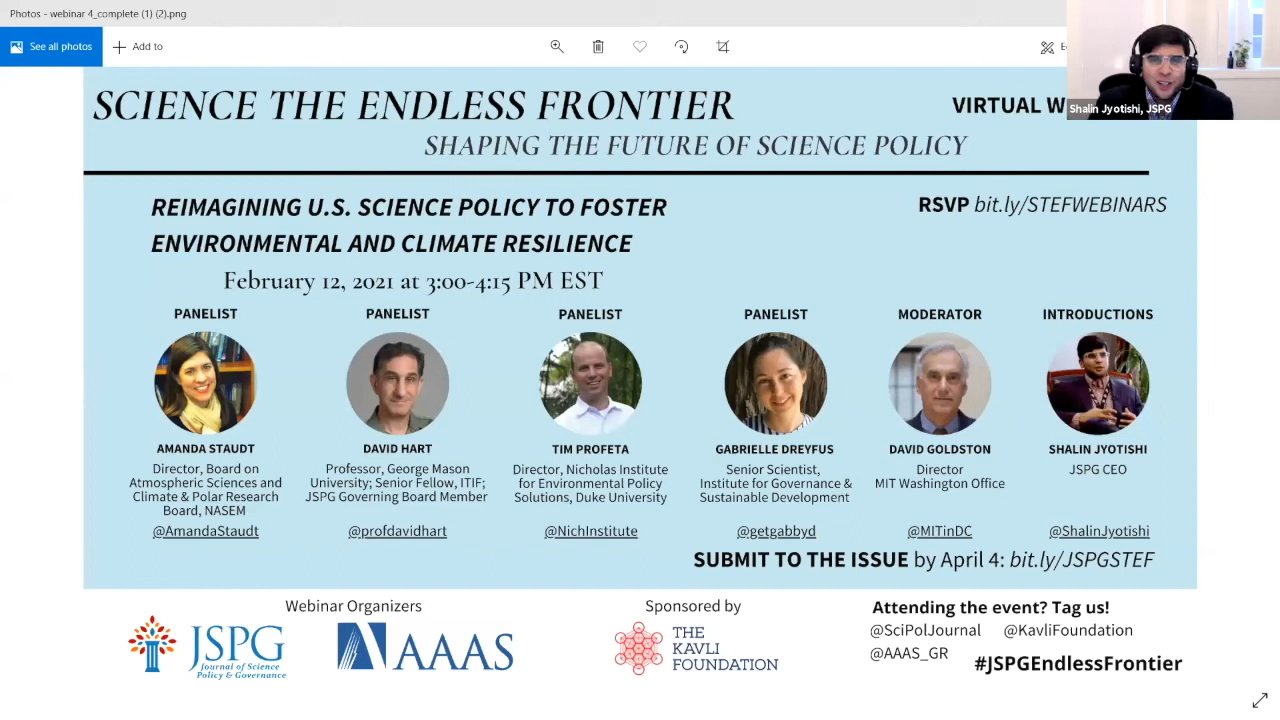 Photos - webinar 4_complete (1) (2).png
See all photos
Add to
Shalin Jyotishi, JSPG
SCIENCE THE ENDLESS FRONTIER
VIRTUAL W
SHAPING THE FUTURE OF SCIENCE POLICY
REIMAGINING U.S. SCIENCE POLICY TO FOSTER
ENVIRONMENTAL AND CLIMATE RESILIENCE
RSVP bit.ly/STEFWEBINARS
February 12, 2021 at 3:00-4:15 PM EST
PANELIST
AMANDA STAUDT
Director, Board on
Atmospheric Sciences and
Climate & Polar Research
Board, NASEM
@AmandaStaudt
PANELIST
DAVID HART
Professor, George Mason
University; Senior Fellow, ITIF;
JSPG Governing Board Member
@profdavidhart
PANELIST
TIM PROFETA
Director, Nicholas Institute
for Environmental Policy
Solutions, Duke University
@NichInstitute
PANELIST
GABRIELLE DREYFUS
Senior Scientist,
Institute for Governance &
Sustainable Development
@getgabbyd
MODERATOR
DAVID GOLDSTON
Director
MIT Washington Office
@MITinDC
INTRODUCTIONS
SHALIN JYOTISHI
JSPG CEO
@ShalinJyotishi
SUBMIT TO THE ISSUE by April 4: bit.ly/JSPGSTEF
Webinar Organizers
JSPG
Journal of Science
Policy & Governance
AAAS
Sponsored by
THE
KAVLI
FOUNDATION
Attending the event? Tag us!
@SciPolJournal @KavliFoundation
@AAAS_GR
#JSPGEndlessFrontier